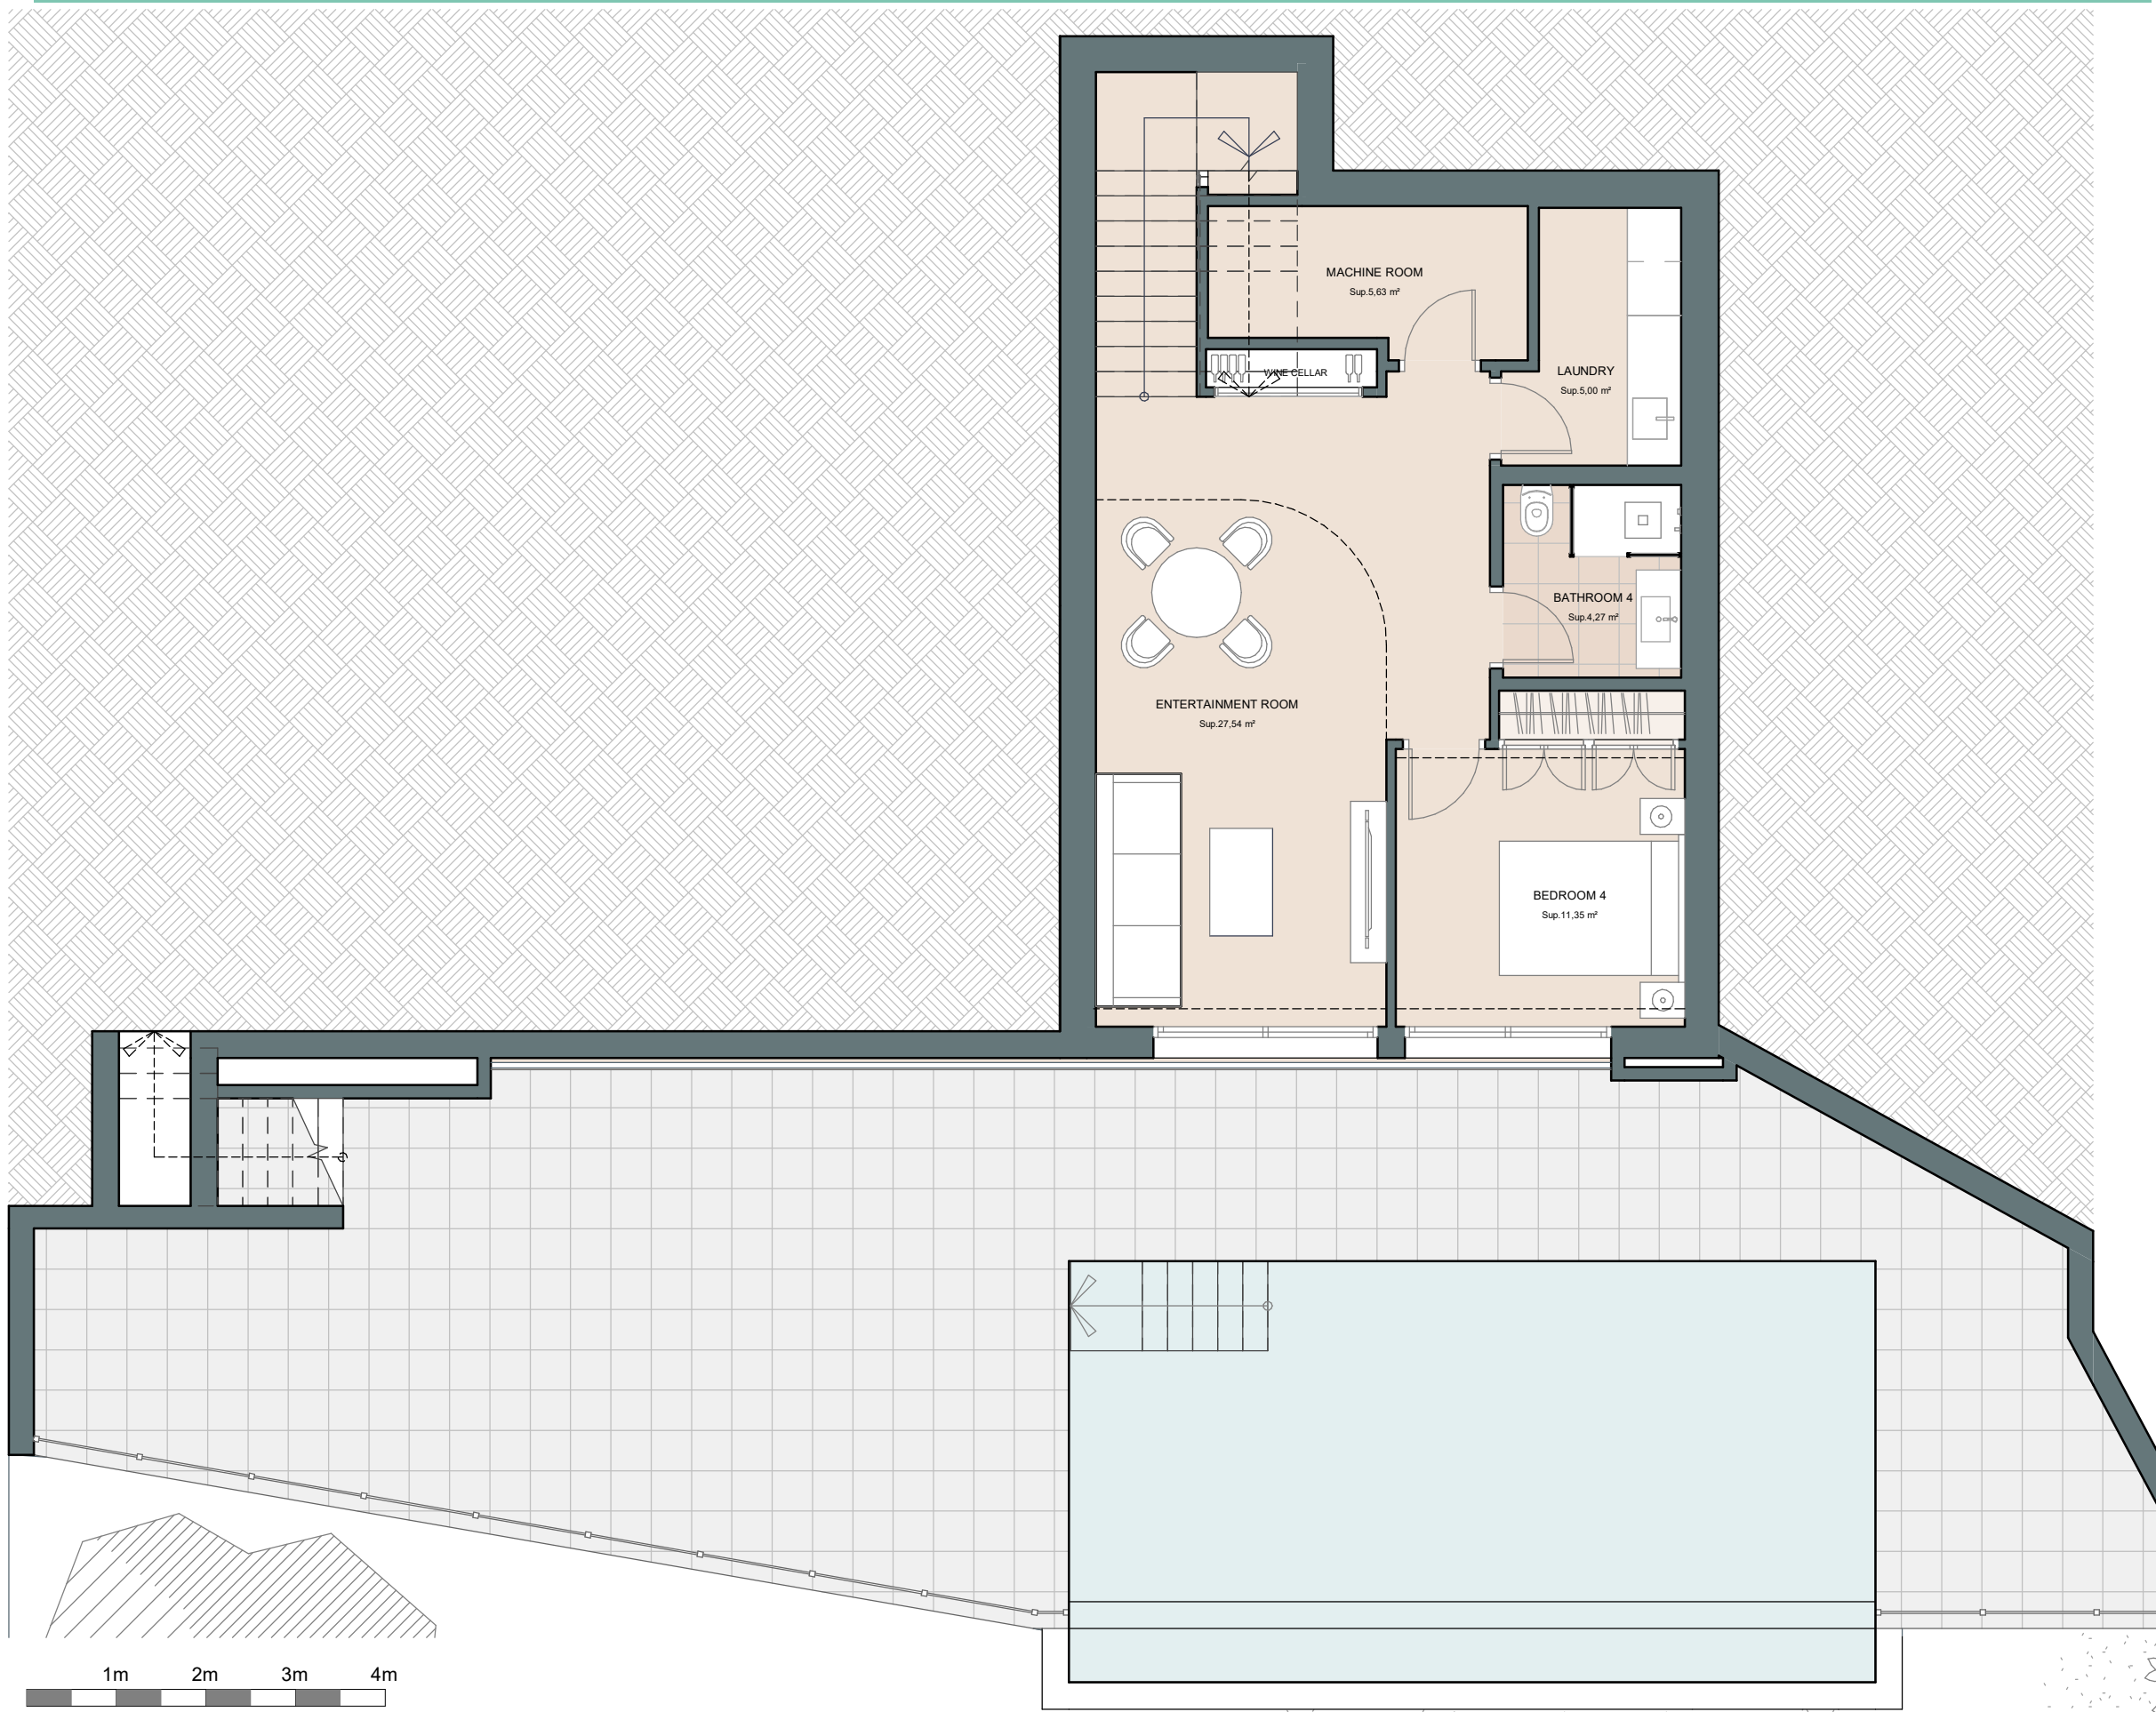 MACHINE ROOM
Sup.5,63 m²
WINE CELLAR
LAUNDRY
Sup.5,00 m²
BATHROOM 4
Sup.4,27 m²
ENTERTAINMENT ROOM
Sup.27,54 m²
BEDROOM 4
Sup.11,35 m²
1m 2m 3m 4m